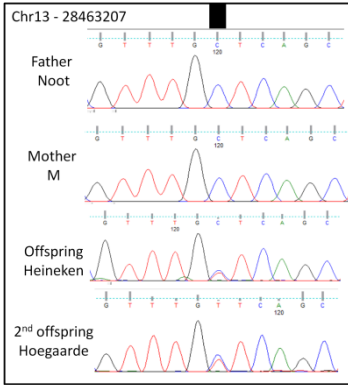 Chr13 - 28463207
G T T T G C T C A G C
120
Father
Noot
G T T T G C T C A G C
120
Mother
M
G T T T G C T C A G C
120
Offspring
Heineken
G T T T G T T C A G C
120
2nd offspring
Hoegaarde